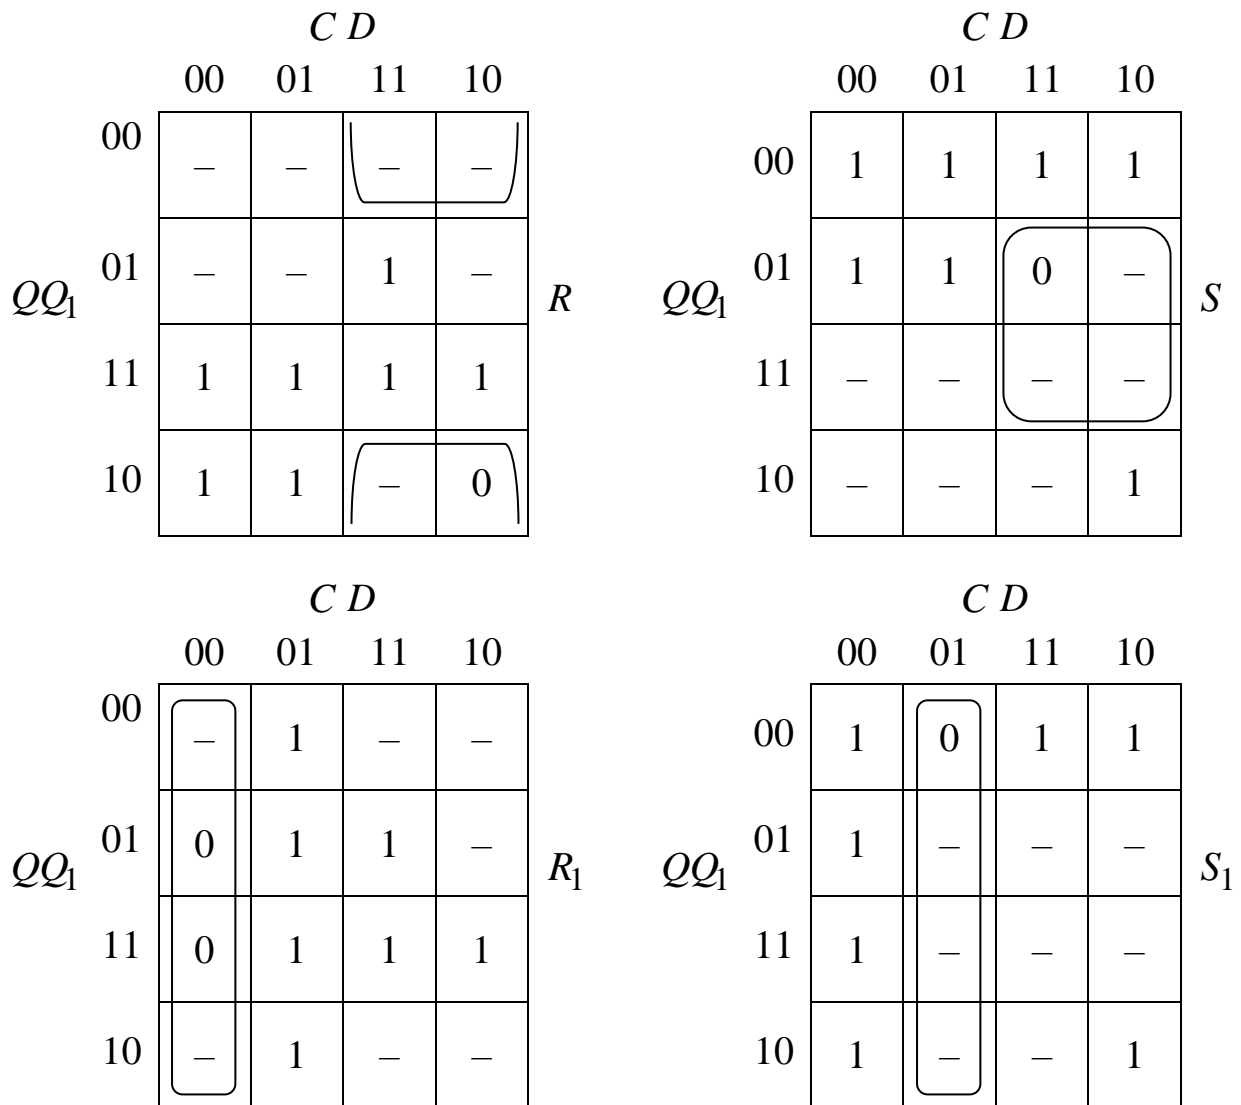 C D
00 01 11 10
00 – – – –
QQ1 01 – – 1 – R
11 1 1 1 1
10 1 1 – 0
C D
00 01 11 10
00 1 1 1 1
QQ1 01 1 1 0 – S
11 – – – –
10 – – – 1
C D
00 01 11 10
00 – 1 – –
QQ1 01 0 1 1 – R1
11 0 1 1 1
10 – 1 – –
C D
00 01 11 10
00 1 0 1 1
QQ1 01 1 – – – S1
11 1 – – –
10 1 – – 1